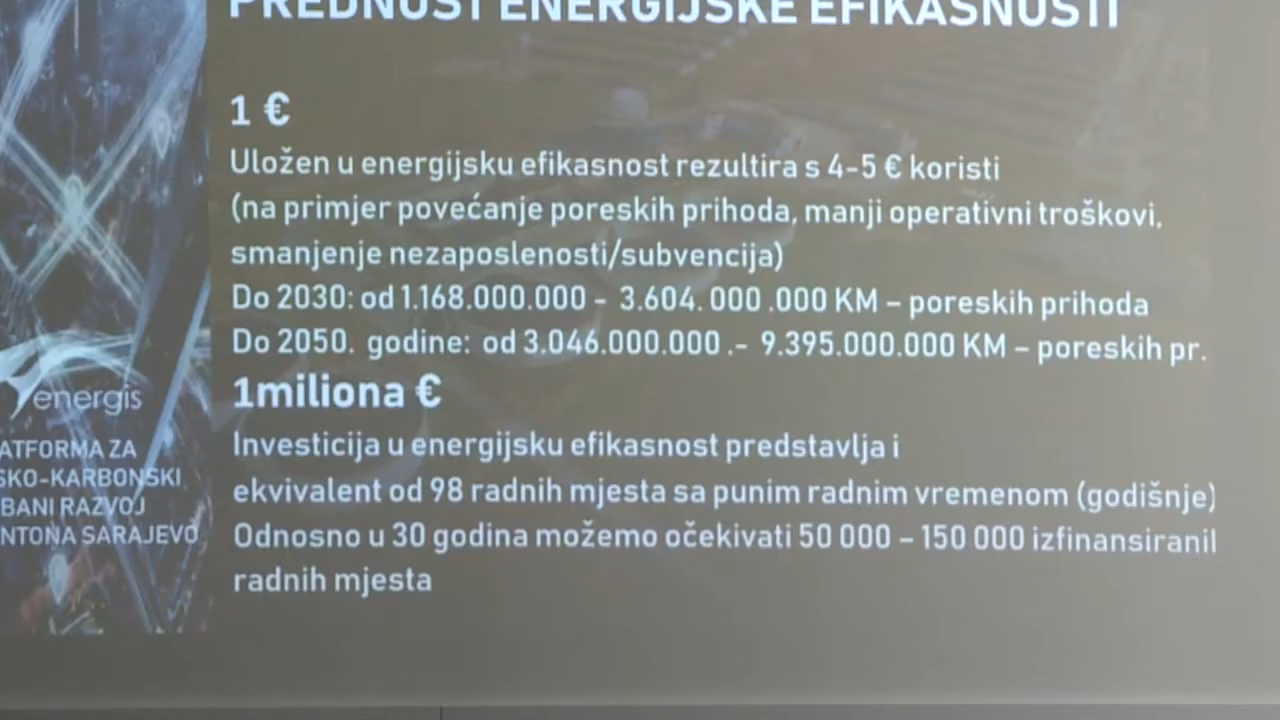 PREDNOSTI ENERGIJSKE EFIKASNOSTI
1 €
Uložen u energijsku efikasnost rezultira s 4-5 € koristi
(na primjer povećanje poreskih prihoda, manji operativni troškovi,
smanjenje nezaposlenosti/subvencija)
Do 2030: od 1.168.000.000 - 3.604. 000 .000 KM – poreskih prihoda
Do 2050. godine: od 3.046.000.000 .- 9.395.000.000 KM – poreskih pr.
1miliona €
Investicija u energijsku efikasnost predstavlja i
ekvivalent od 98 radnih mjesta sa punim radnim vremenom (godišnje)
Odnosno u 30 godina možemo očekivati 50 000 – 150 000 izfinansirani
radnih mjesta
energis
ATFORMA ZA
SKO-KARBONSKI
BANI RAZVOJ
NTONA SARAJEVO